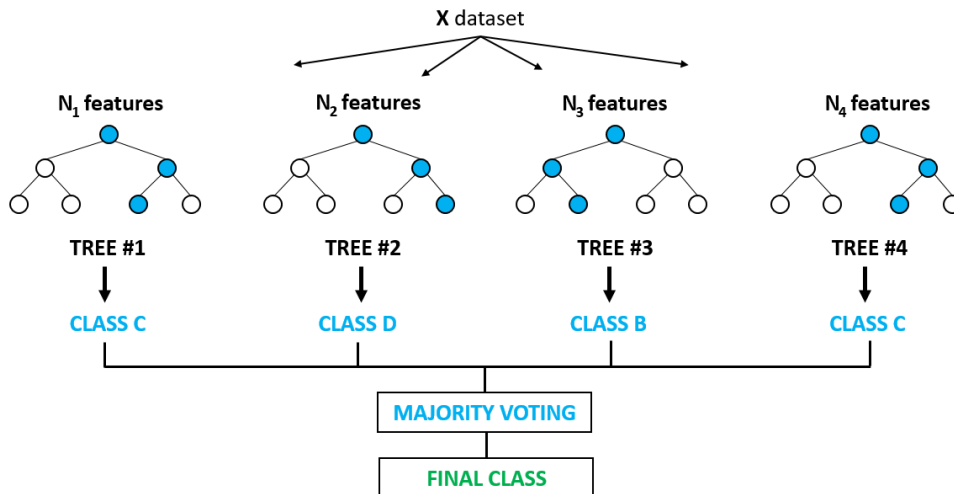 X dataset
N₁ features
N₂ features
N₃ features
N₄ features
TREE #1
TREE #2
TREE #3
TREE #4
CLASS C
CLASS D
CLASS B
CLASS C
MAJORITY VOTING
FINAL CLASS